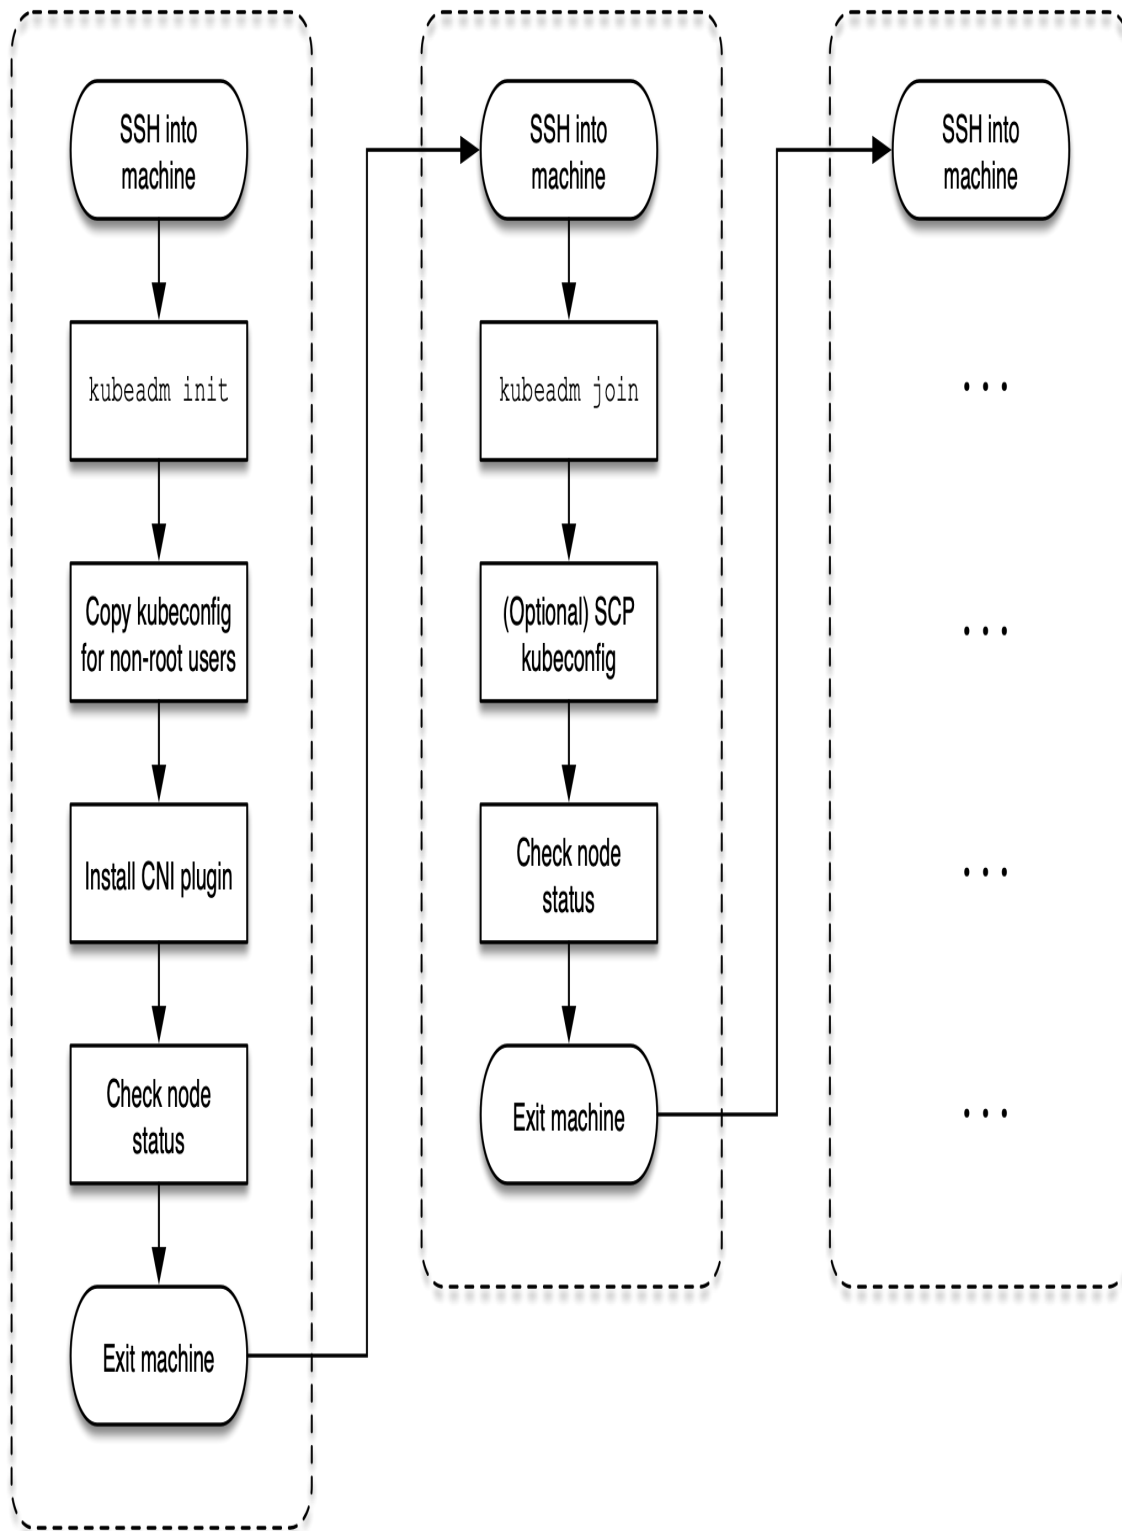 SSH into
machine
kubeadm init
Copy kubeconfig
for non-root users
Install CNI plugin
Check node
status
Exit machine
SSH into
machine
kubeadm join
(Optional) SCP
kubeconfig
Check node
status
Exit machine
SSH into
machine
...
...
...
...